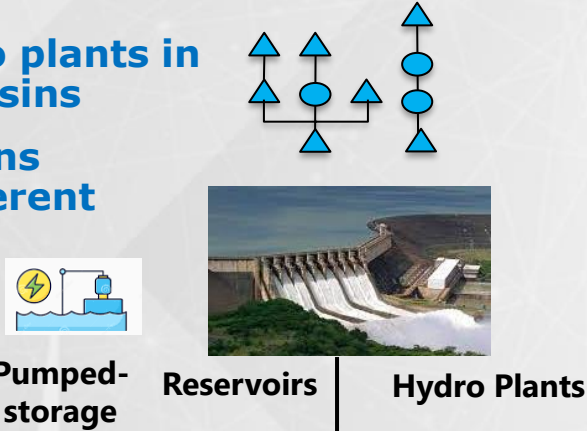 plants in
sins
ns
erent
Pumped-
storage
Reservoirs
Hydro Plants